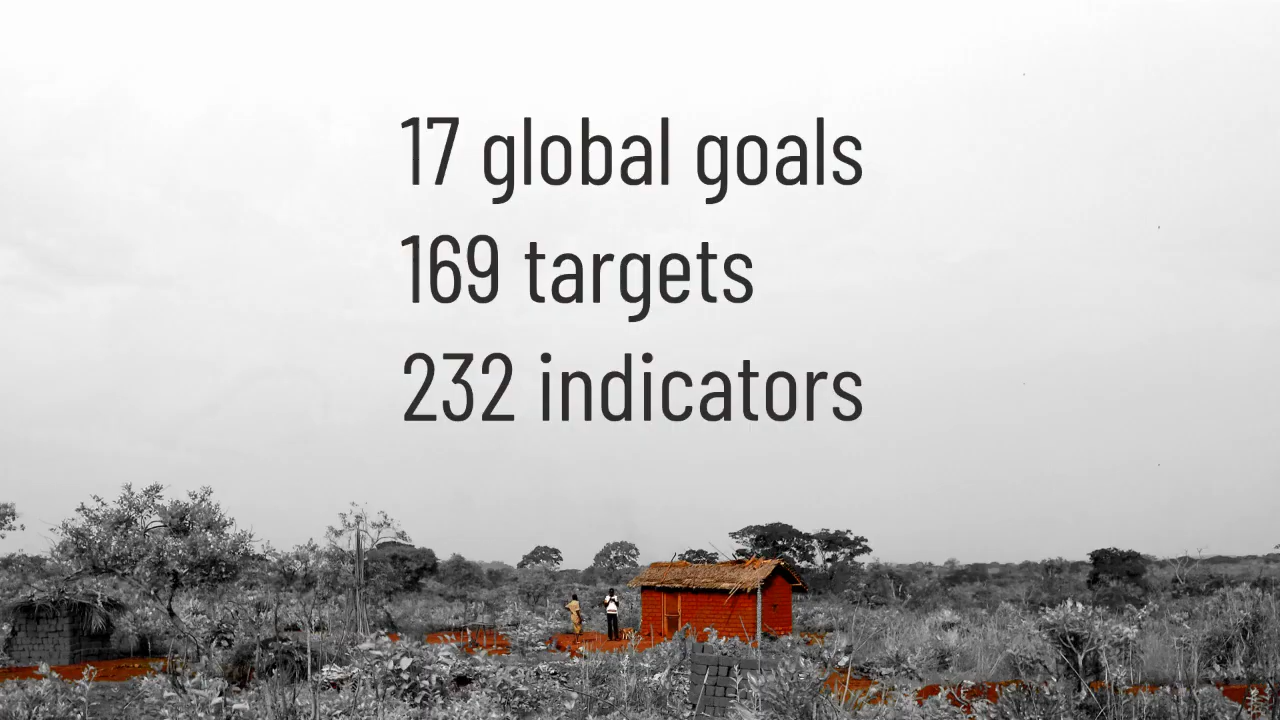 17 global goals
169 targets
232 indicators